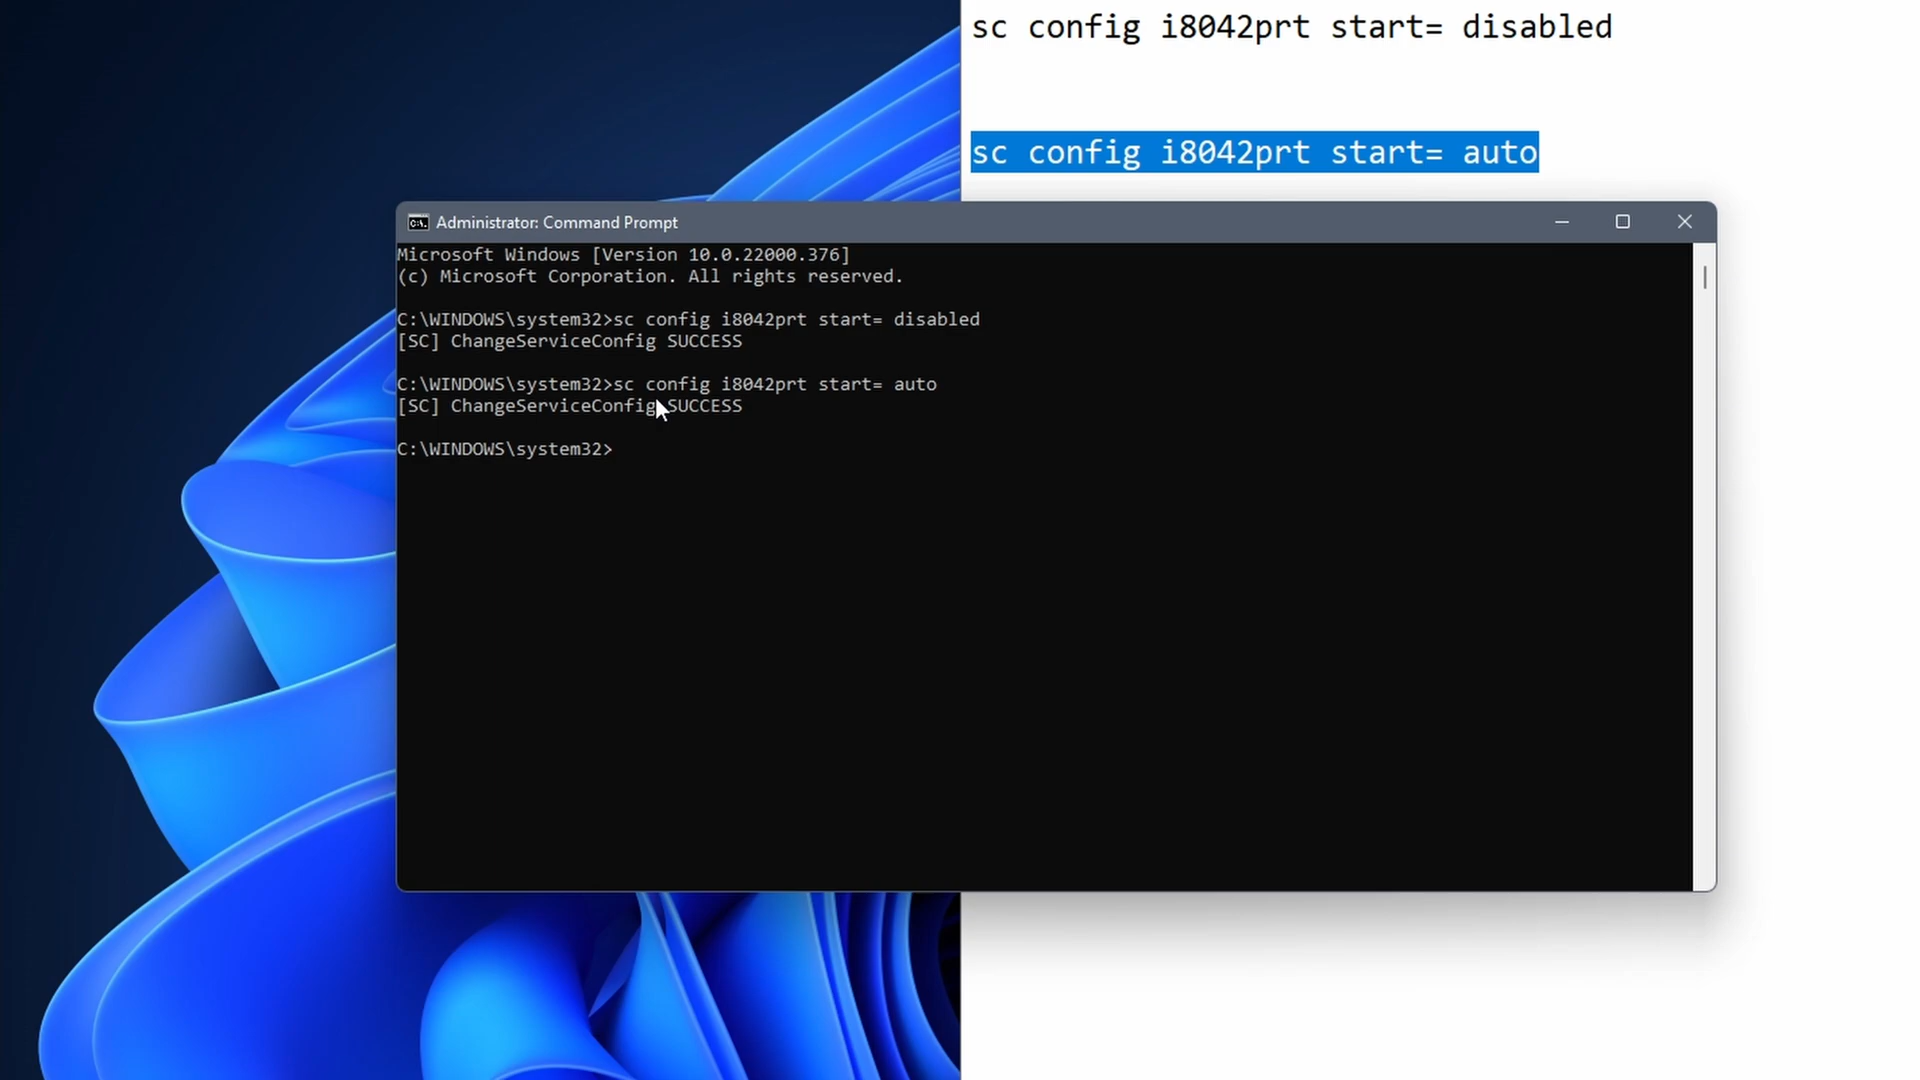 sc config i8042prt start= disabled
sc config i8042prt start= auto
Administrator: Command Prompt
Microsoft Windows [Version 10.0.22000.376]
(c) Microsoft Corporation. All rights reserved.
C:\WINDOWS\system32>sc config i8042prt start= disabled
[SC] ChangeServiceConfig SUCCESS
C:\WINDOWS\system32>sc config i8042prt start= auto
[SC] ChangeServiceConfig SUCCESS
C:\WINDOWS\system32>